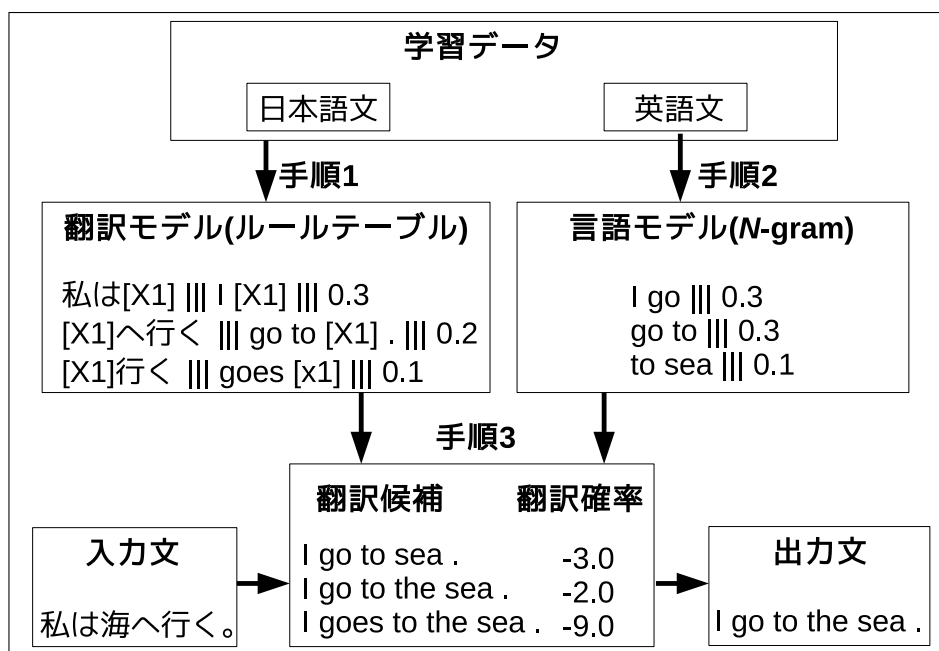 学習データ
日本語文
英語文
手順1
手順2
翻訳モデル(ルールテーブル)
私は[X1] ||| I [X1] ||| 0.3
[X1]へ行く ||| go to [X1] . ||| 0.2
[X1]行く ||| goes [x1] ||| 0.1
言語モデル(N-gram)
I go ||| 0.3
go to ||| 0.3
to sea ||| 0.1
手順3
翻訳候補 翻訳確率
I go to sea . -3.0
I go to the sea . -2.0
I goes to the sea . -9.0
入力文
私は海へ行く。
出力文
I go to the sea .